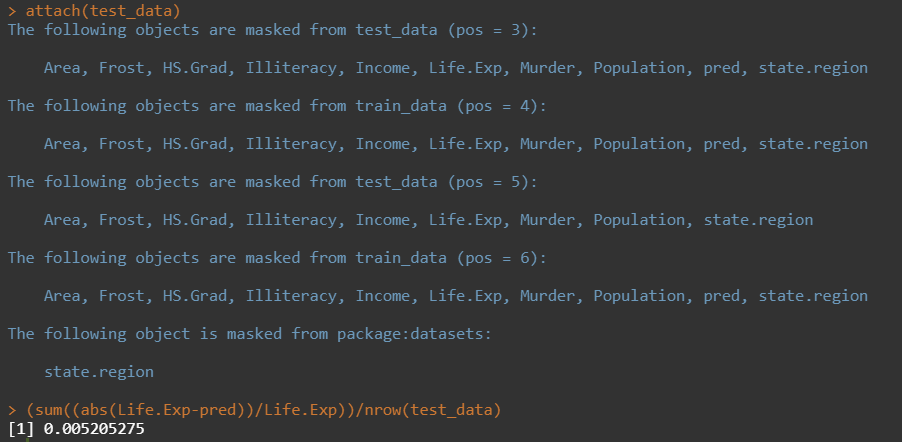 > attach(test_data)
The following objects are masked from test_data (pos = 3):
Area, Frost, HS.Grad, Illiteracy, Income, Life.Exp, Murder, Population, pred, state.region
The following objects are masked from train_data (pos = 4):
Area, Frost, HS.Grad, Illiteracy, Income, Life.Exp, Murder, Population, pred, state.region
The following objects are masked from test_data (pos = 5):
Area, Frost, HS.Grad, Illiteracy, Income, Life.Exp, Murder, Population, state.region
The following objects are masked from train_data (pos = 6):
Area, Frost, HS.Grad, Illiteracy, Income, Life.Exp, Murder, Population, pred, state.region
The following object is masked from package:datasets:
state.region
> (sum((abs(Life.Exp-pred))/Life.Exp))/nrow(test_data)
[1] 0.005205275